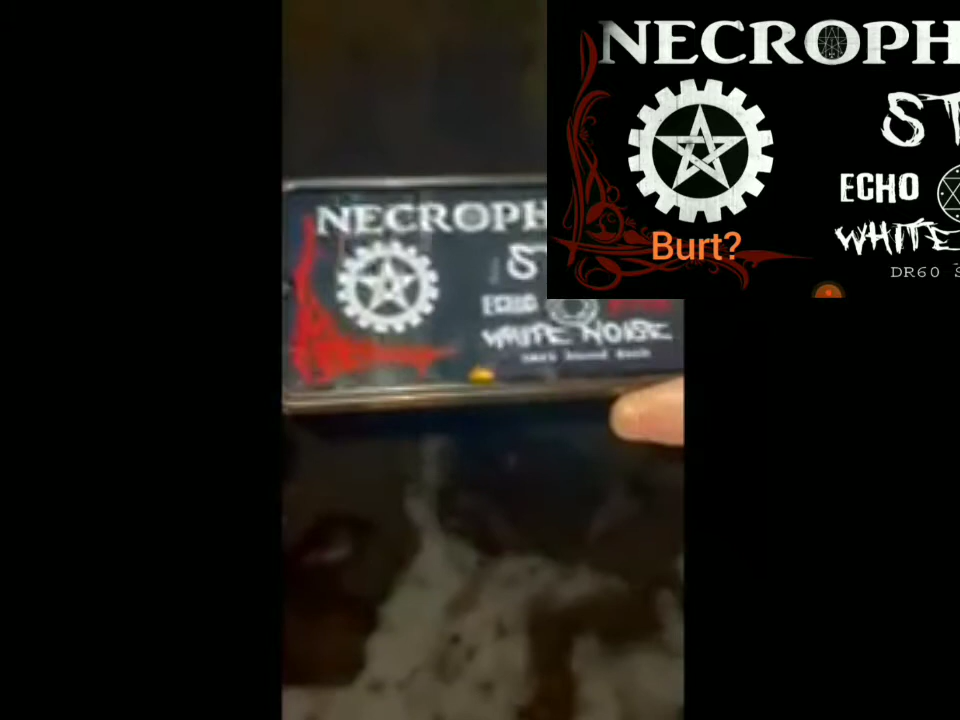 NECROPH
ST
ECHO
WHITE
DR60 S
Burt?
NECROPH
ST
ECHO
WHITE NOISE